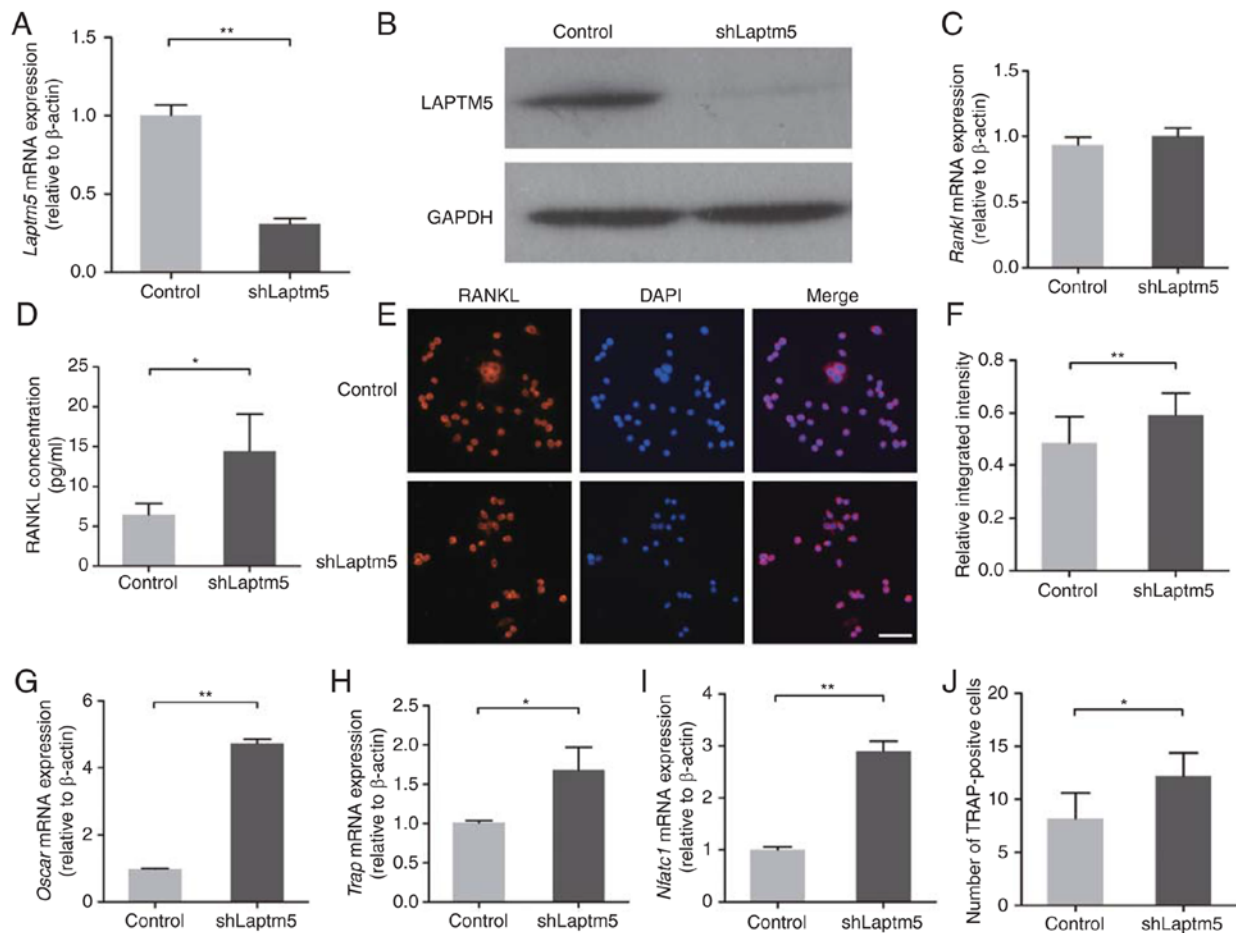 A
Laptm5 mRNA expression
(relative to β-actin)
1.5
1.0
0.5
0.0
**
Control
shLaptm5
B
Control
shLaptm5
LAPTM5
GAPDH
C
Rankl mRNA expression
(relative to β-actin)
1.5
1.0
0.5
0.0
Control
shLaptm5
D
RANKL concentration
(pg/ml)
25
20
15
10
5
0
*
Control
shLaptm5
E
RANKL
DAPI
Merge
Control
shLaptm5
F
Relative integrated intensity
0.8
0.6
0.4
0.2
0.0
**
Control
shLaptm5
G
Oscar mRNA expression
(relative to β-actin)
6
4
2
0
**
Control
shLaptm5
H
Trap mRNA expression
(relative to β-actin)
2.5
2.0
1.5
1.0
0.5
0.0
*
Control
shLaptm5
I
Nfatc1 mRNA expression
(relative to β-actin)
4
3
2
1
0
**
Control
shLaptm5
J
Number of TRAP-positve cells
20
15
10
5
0
*
Control
shLaptm5